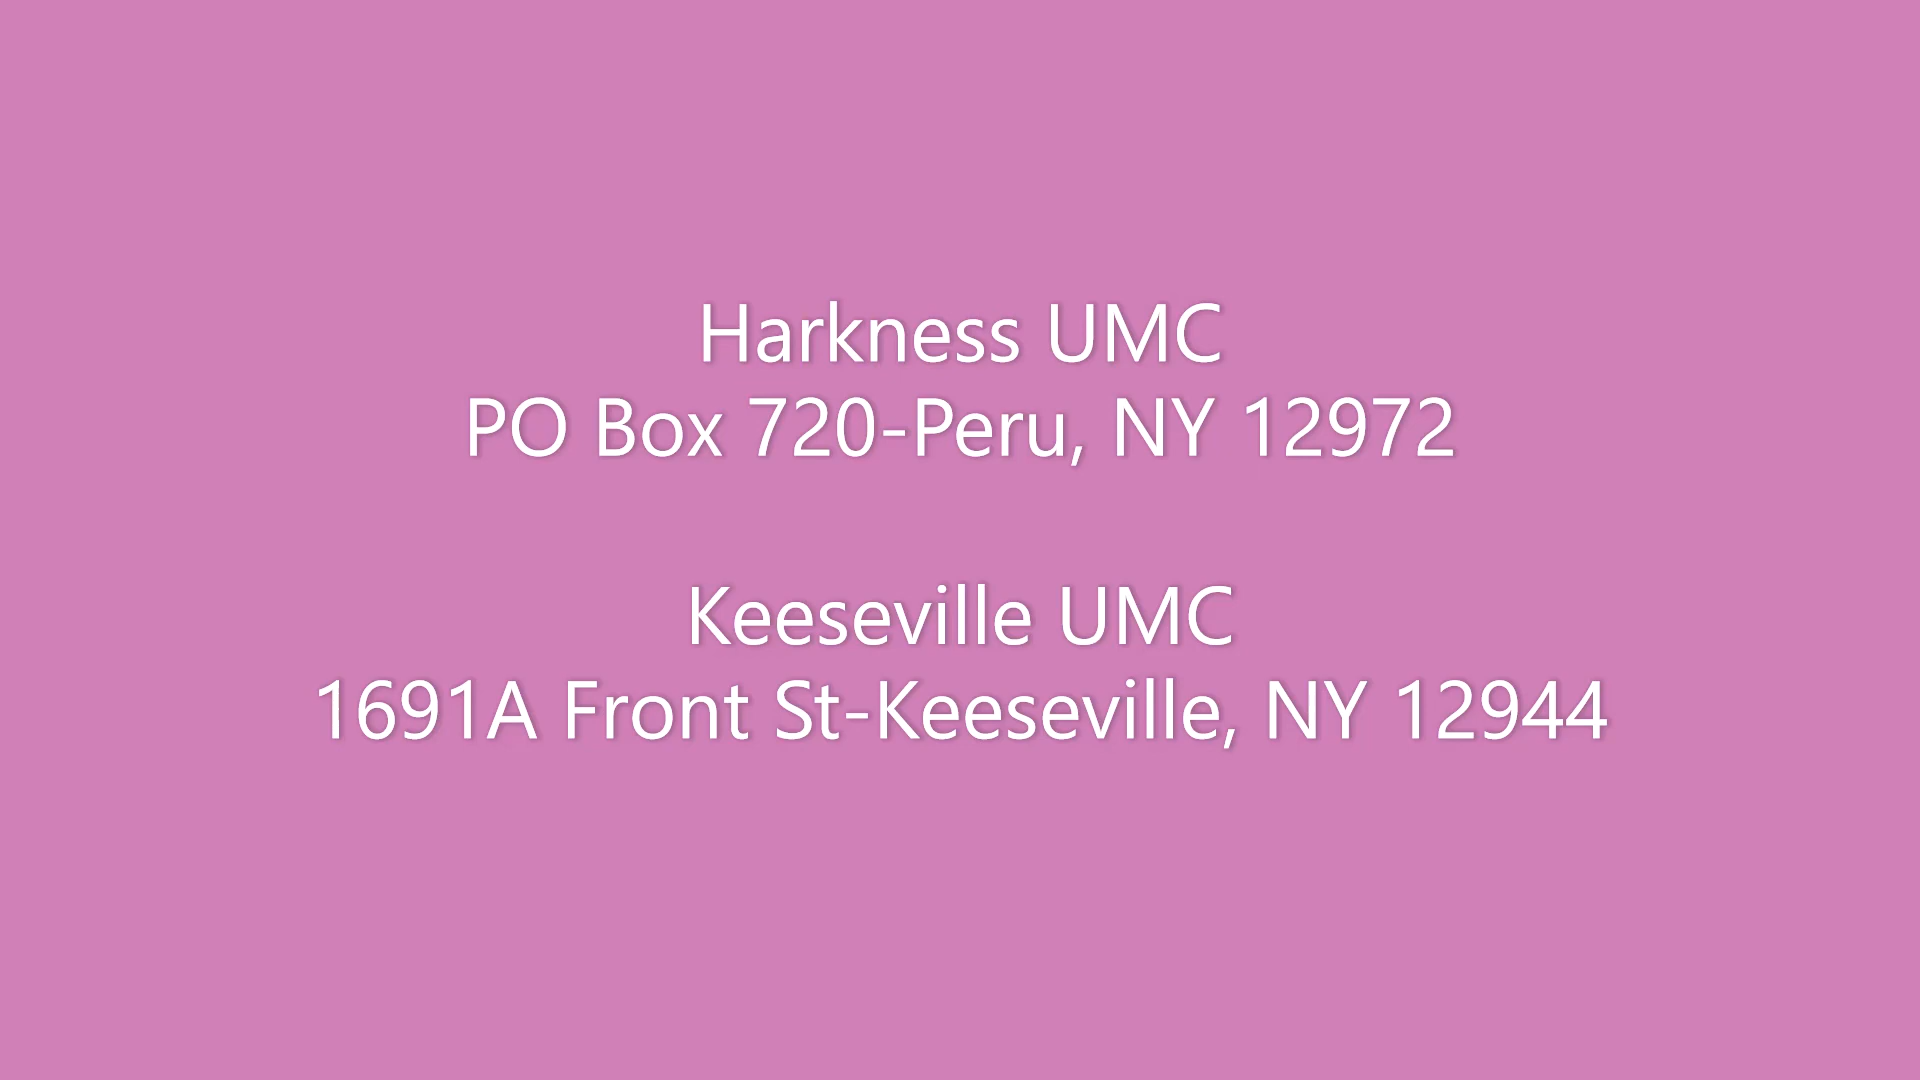 Harkness UMC
PO Box 720-Peru, NY 12972
Keeseville UMC
1691A Front St-Keeseville, NY 12944